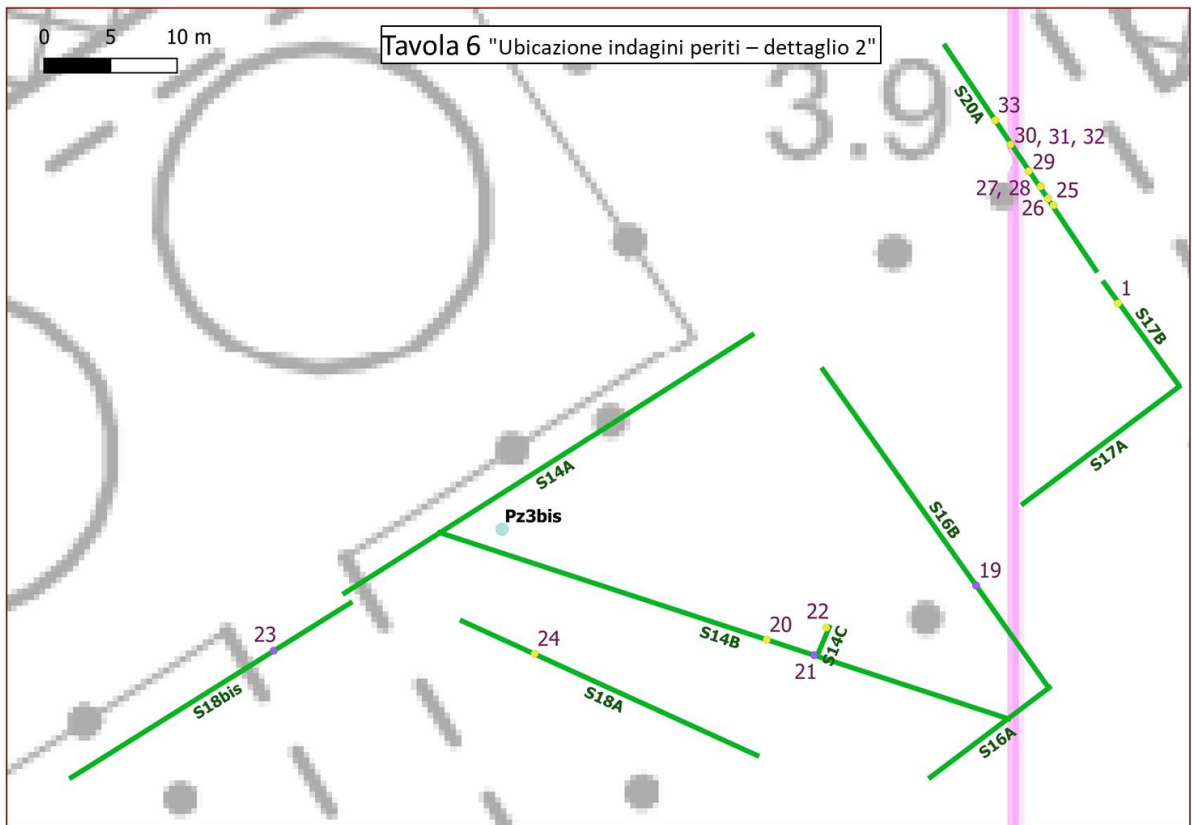 0 5 10 m
Tavola 6 "Ubicazione indagini periti – dettaglio 2"
3.9
S20A
33
30, 31, 32
29
27, 28
25
26
1
S17B
S17A
S14A
Pz3bis
S16B
19
22
20
S14C
S14B
21
23
24
S18bis
S18A
S16A